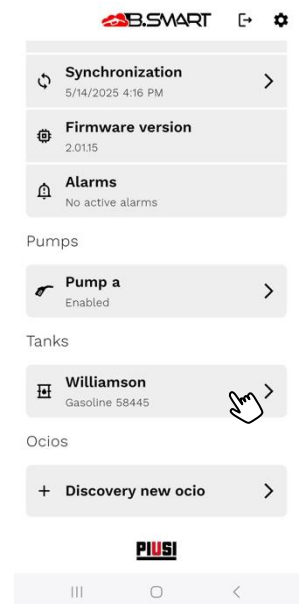 B.SMART
Synchronization
5/14/2025 4:16 PM
Firmware version
2.01.15
Alarms
No active alarms
Pumps
Pump a
Enabled
Tanks
Williamson
Gasoline 58445
Ocios
+ Discovery new ocio
PIUSI